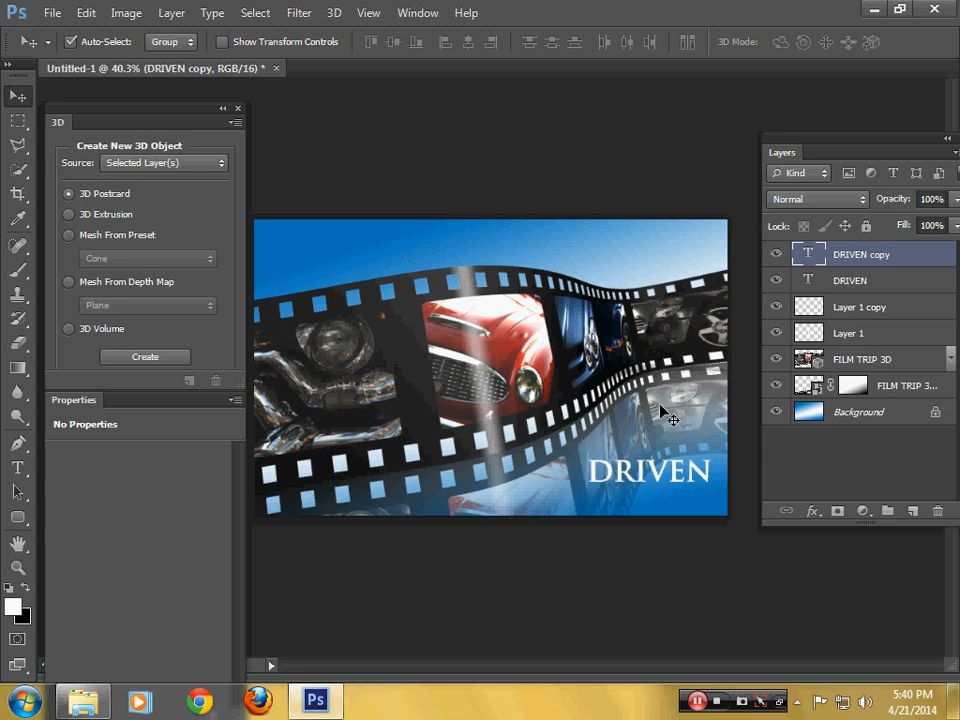 Ps File Edit Image Layer Type Select Filter 3D View Window Help
Auto-Select: Group Show Transform Controls 3D Mode:
Untitled-1 @ 40.3% (DRIVEN copy, RGB/16) *
3D
Create New 3D Object
Source: Selected Layer(s)
3D Postcard
3D Extrusion
Mesh From Preset
Cone
Mesh From Depth Map
Plane
3D Volume
Create
Properties
No Properties
DRIVEN
Layers
Kind
Normal Opacity: 100%
Lock: Fill: 100%
DRIVEN copy
DRIVEN
Layer 1 copy
Layer 1
FILM TRIP 3D
FILM TRIP 3...
Background
Ps
5:40 PM
4/21/2014